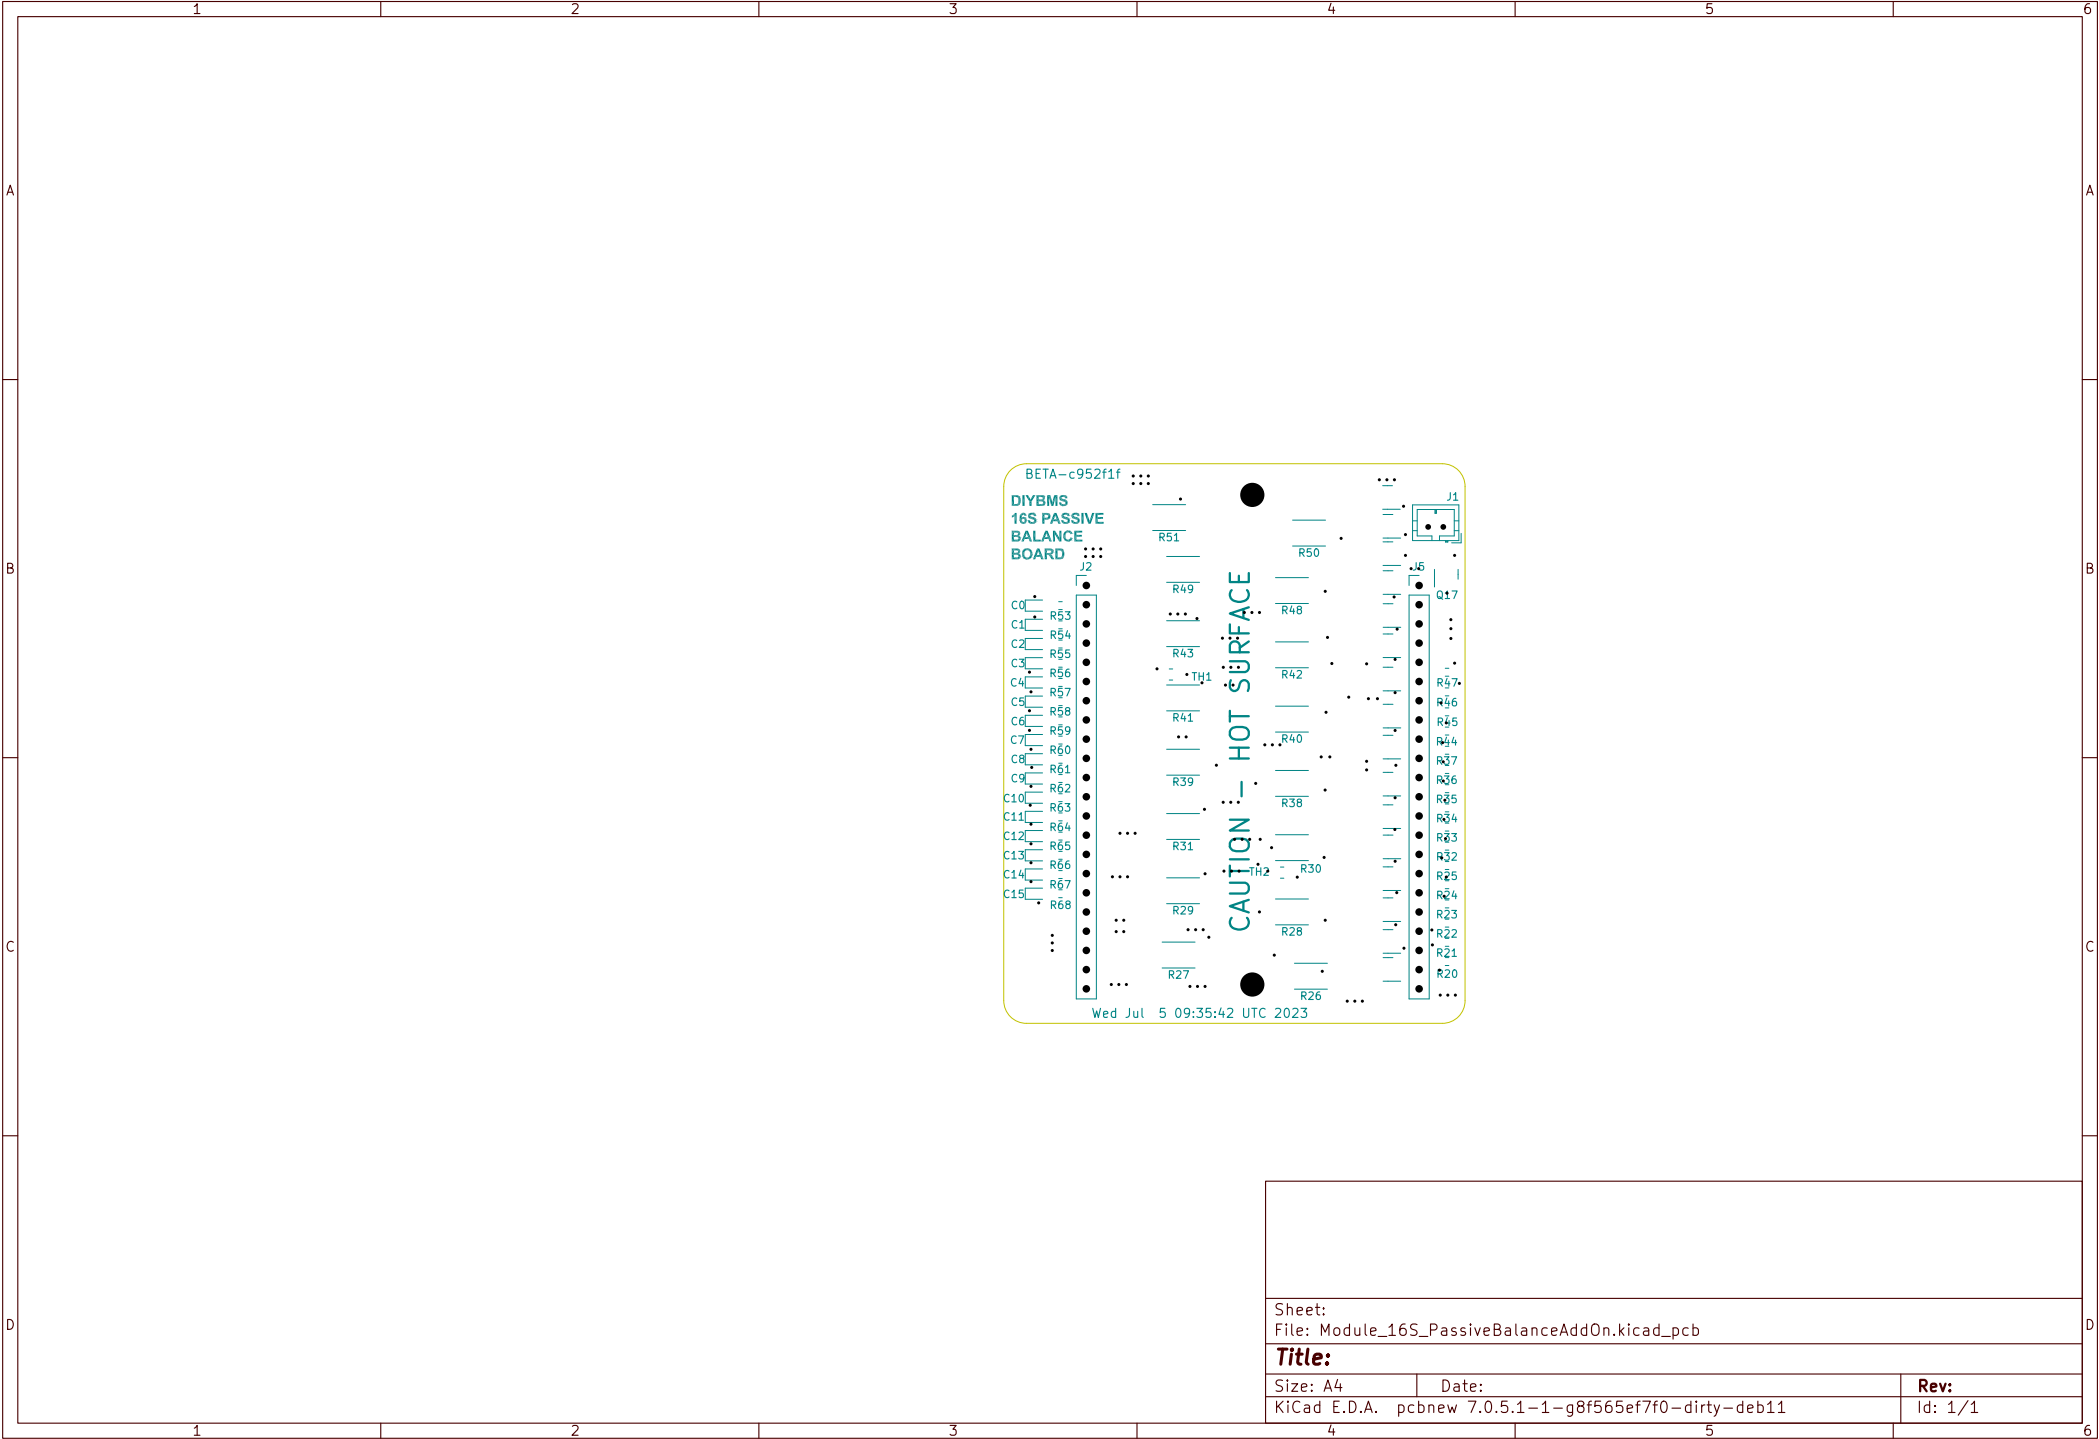 1 2 3 4 5 6
A A
BETA-c952f1f
DIYBMS
16S PASSIVE
BALANCE
BOARD
J1
R51
R50
B B
J2
J5
R49
Q17
C0
R48
R53
C1
R54
C2
R43
R55
C3
R56
R42
TH1
C4
R47
R57
C5
R46
R58
R41
C6
R45
R59
C7
R40
R44
R60
C8
R37
R61
C9
R39
R36
R62
C10
R38
R35
R63
C11
R34
R64
C12
R33
R65
R31
C13
R32
R66
R30
TH2
C14
R25
R67
C15
R24
R68
R29
R23
R28
R22
C C
R21
R27
R20
R26
CAUTION - HOT SURFACE
Wed Jul  5 09:35:42 UTC 2023
Sheet:
File: Module_16S_PassiveBalanceAddOn.kicad_pcb
D D
Title:
Size: A4 Date: Rev:
KiCad E.D.A.  pcbnew 7.0.5.1-1-g8f565ef7f0-dirty-deb11 Id: 1/1
1 2 3 4 5 6